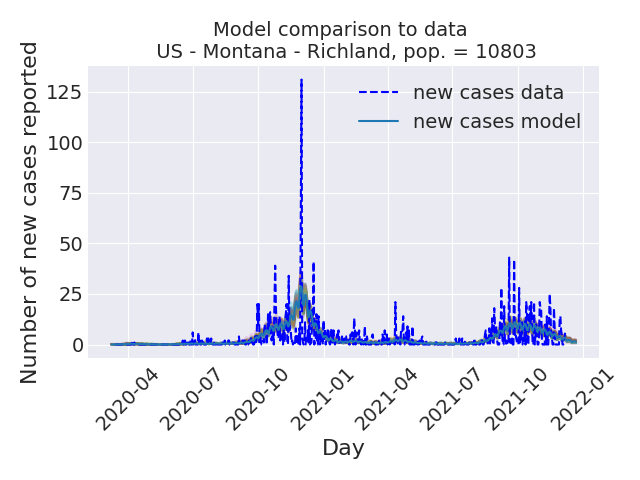 Model comparison to data
US - Montana - Richland, pop. = 10803
new cases data
new cases model
Number of new cases reported
125
100
75
50
25
0
2020-04
2020-07
2020-10
2021-01
2021-04
2021-07
2021-10
2022-01
Day